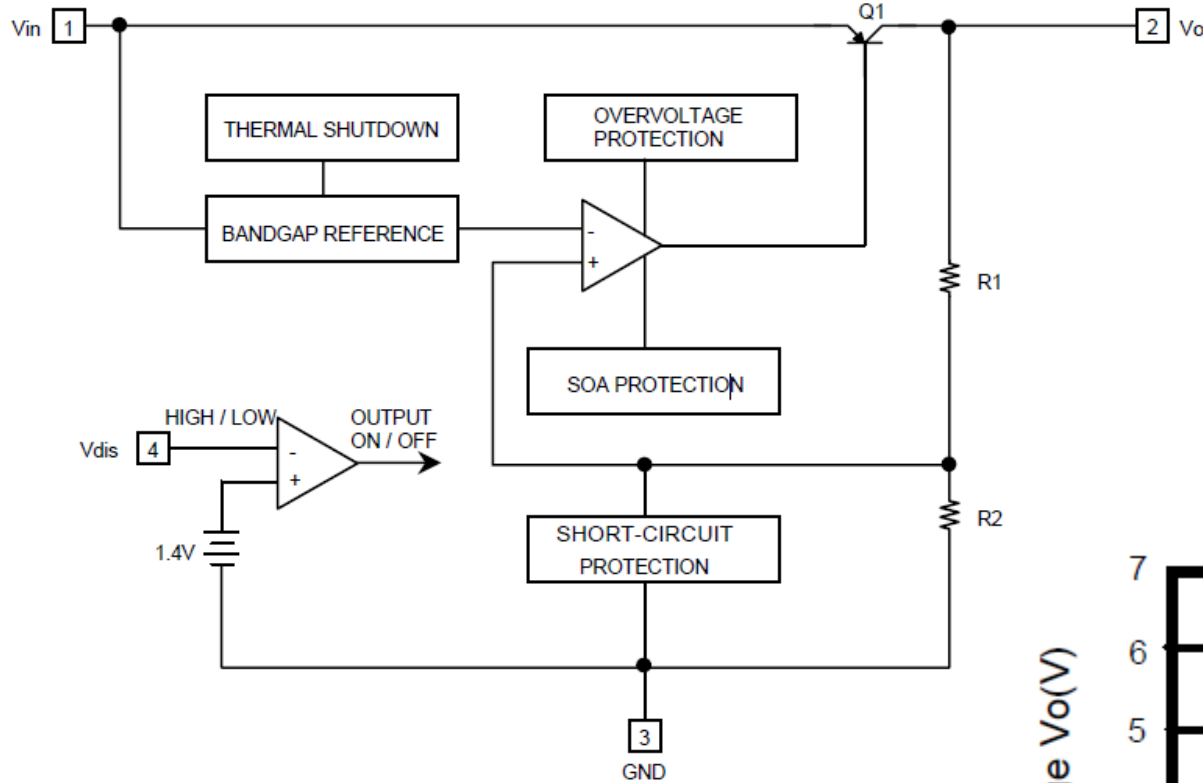 Q1
Vin 1
2 Vo
OVERVOLTAGE
PROTECTION
THERMAL SHUTDOWN
BANDGAP REFERENCE
-
+
R1
SOA PROTECTION
HIGH / LOW
OUTPUT
ON / OFF
Vdis 4
-
+
1.4V
SHORT-CIRCUIT
PROTECTION
R2
3
GND
7
6
5
Vo(V)